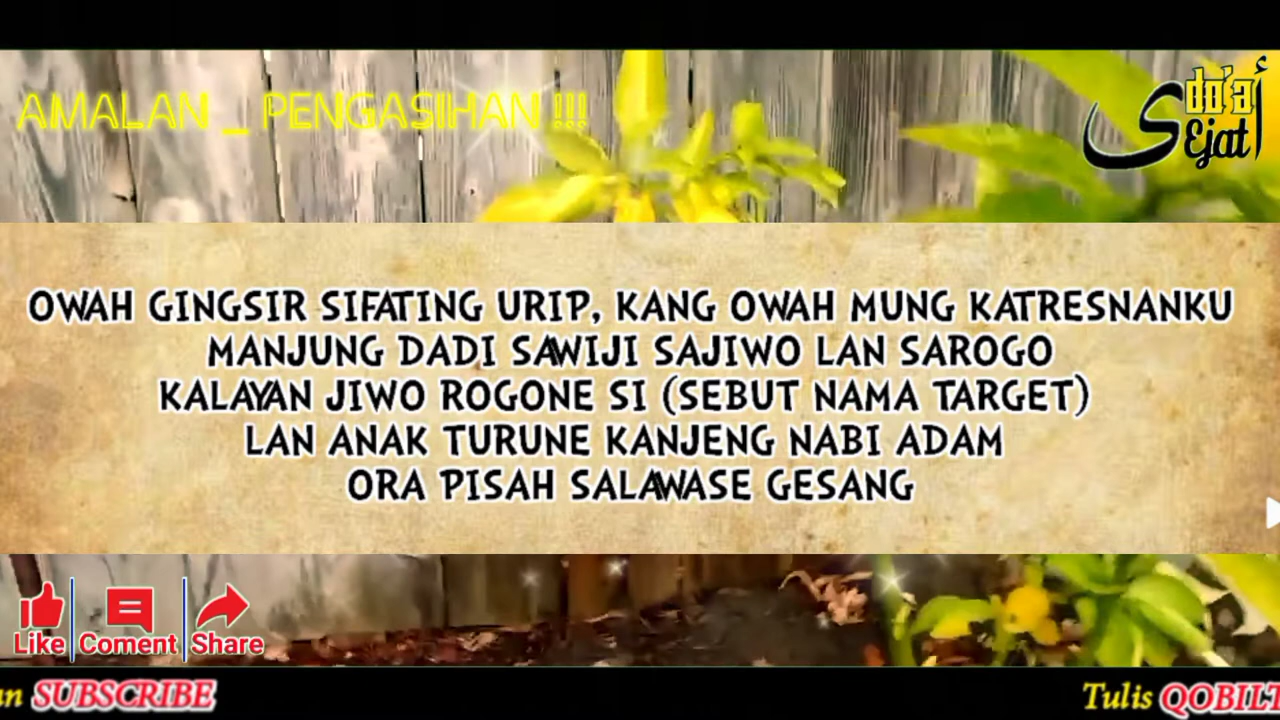 AMALAN _ PENGASIHAN !!!
do'a
Ejati
OWAH GINGSIR SIFATING URIP, KANG OWAH MUNG KATRESNANKU
MANJUNG DADI SAWIJI SAJIWO LAN SAROGO
KALAYAN JIWO ROGONE SI (SEBUT NAMA TARGET)
LAN ANAK TURUNE KANJENG NABI ADAM
ORA PISAH SALAWASE GESANG
Like Coment Share
SUBSCRIBE
Tulis